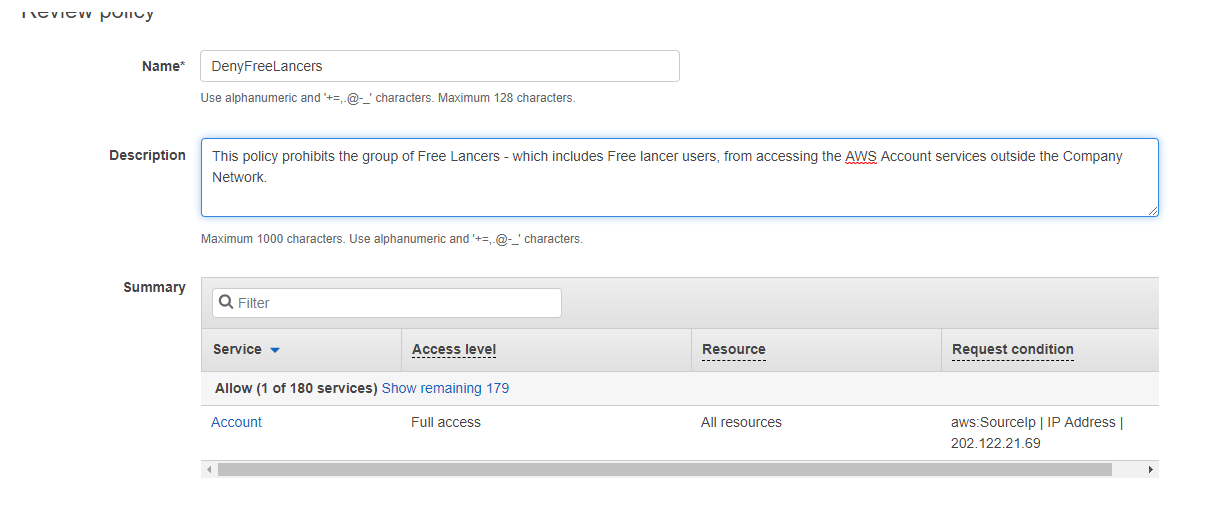 Review policy
Name*
DenyFreeLancers
Use alphanumeric and '+=,.@-_' characters. Maximum 128 characters.
Description
This policy prohibits the group of Free Lancers - which includes Free lancer users, from accessing the AWS Account services outside the Company
Network.
Maximum 1000 characters. Use alphanumeric and '+=,.@-_' characters.
Summary
Filter
Service Access level Resource Request condition
Allow (1 of 180 services) Show remaining 179
Account Full access All resources aws:SourceIp | IP Address |
202.122.21.69